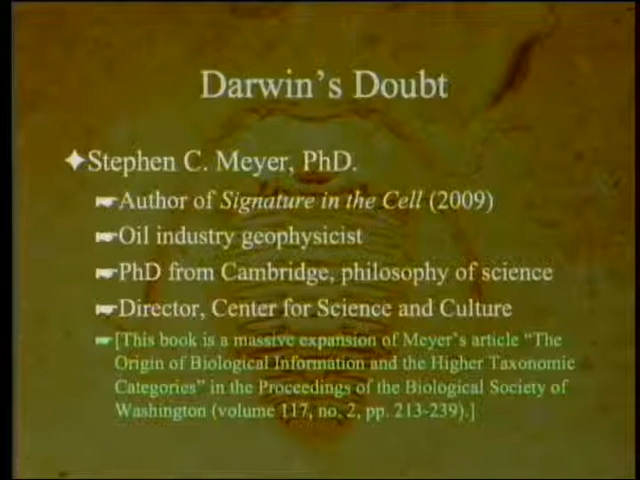 Darwin's Doubt
Stephen C. Meyer, PhD.
Author of Signature in the Cell (2009)
Oil industry geophysicist
PhD from Cambridge, philosophy of science
Director, Center for Science and Culture
[This book is a massive expansion of Meyer's article "The
Origin of Biological Information and the Higher Taxonomic
Categories" in the Proceedings of the Biological Society of
Washington (volume 117, no. 2, pp. 213-239).]